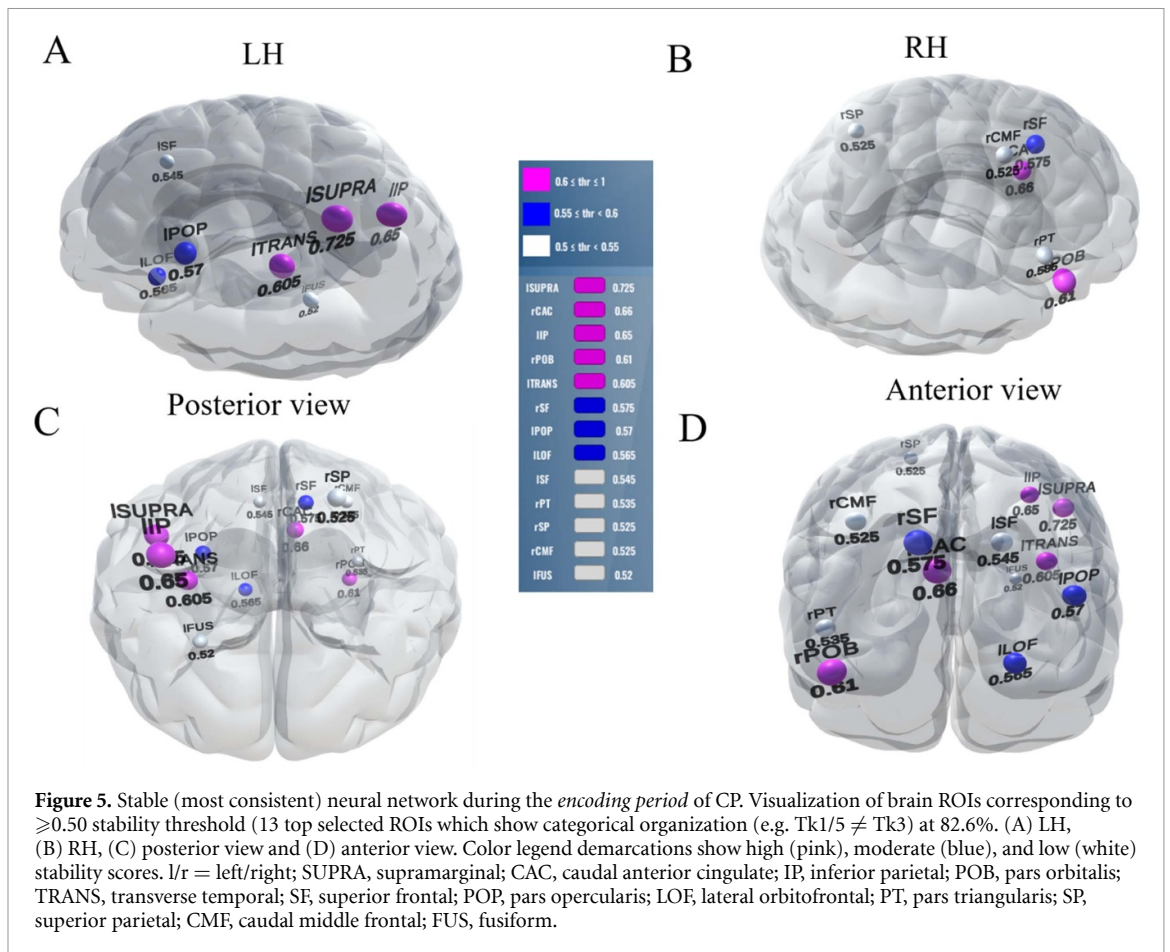 A
LH
lSF
0.545
lSUPRA
0.725
lIP
0.65
lPOP
0.57
lLOF
0.565
lTRANS
0.605
lFUS
0.52
B
RH
rSP
0.525
rSF
0.575
rCMF
0.525
CA
0.66
rPT
POB
0.61
0.6 ≤ thr ≤ 1
0.55 ≤ thr < 0.6
0.5 ≤ thr < 0.55
lSUPRA 0.725
rCAC 0.66
lIP 0.65
rPOB 0.61
lTRANS 0.605
rSF 0.575
lPOP 0.57
lLOF 0.565
lSF 0.545
rPT 0.535
rSP 0.525
rCMF 0.525
lFUS 0.52
C
Posterior view
lSUPRA
lIP
0.65
0.605
lPOP
0.57
lLOF
0.565
lFUS
0.52
lSF
0.545
rSF
rSP
0.525
rCAC
0.66
rPT
0.535
0.61
D
Anterior view
rSP
0.525
rCMF
0.525
rSF
0.575
CAC
0.66
rPT
0.535
rPOB
0.61
lIP
0.65
lSUPRA
0.725
lSF
0.545
lTRANS
0.605
lFUS
0.52
lPOP
0.57
lLOF
0.565
Figure 5. Stable (most consistent) neural network during the encoding period of CP. Visualization of brain ROIs corresponding to
⩾0.50 stability threshold (13 top selected ROIs which show categorical organization (e.g. Tk1/5 ≠ Tk3) at 82.6%. (A) LH,
(B) RH, (C) posterior view and (D) anterior view. Color legend demarcations show high (pink), moderate (blue), and low (white)
stability scores. l/r = left/right; SUPRA, supramarginal; CAC, caudal anterior cingulate; IP, inferior parietal; POB, pars orbitalis;
TRANS, transverse temporal; SF, superior frontal; POP, pars opercularis; LOF, lateral orbitofrontal; PT, pars triangularis; SP,
superior parietal; CMF, caudal middle frontal; FUS, fusiform.